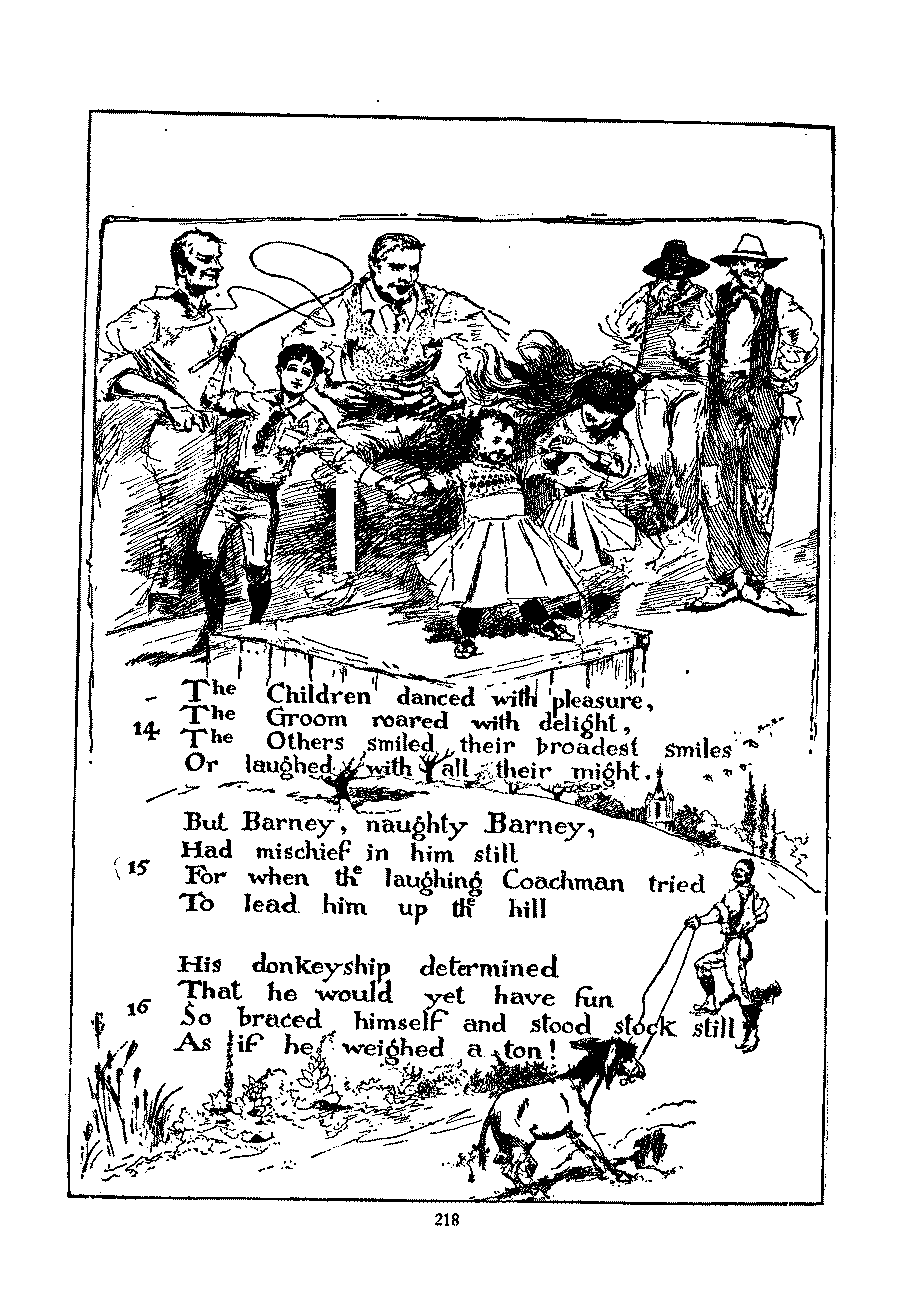 The Children danced with pleasure,
14 The Groom roared with delight,
The Others smiled their broadest smiles
Or laughed with all their might.
But Barney, naughty Barney,
Had mischief in him still
15 For when the laughing Coachman tried
To lead him up the hill
His donkeyship determined
That he would yet have fun
16 So braced himself and stood stock still
As if he weighed a ton!
218